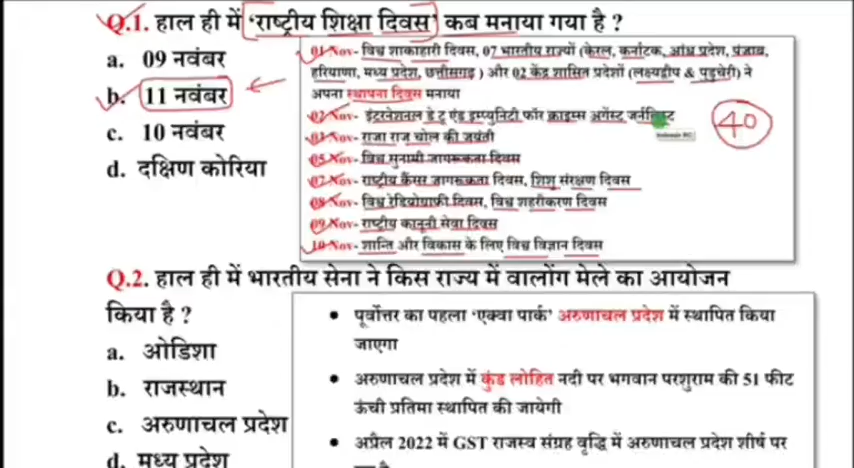 Q.1. हाल ही में ‘राष्ट्रीय शिक्षा दिवस’ कब मनाया गया है ?
a. 09 नवंबर
b. 11 नवंबर
c. 10 नवंबर
d. दक्षिण कोरिया
01 Nov- विश्व शाकाहारी दिवस, 07 भारतीय राज्यों (केरल, कर्नाटक, आंध्र प्रदेश, पंजाब,
हरियाणा, मध्य प्रदेश, छत्तीसगढ़ ) और 02 केंद्र शासित प्रदेशों (लक्ष्यद्वीप & पुडुचेरी) ने
अपना स्थापना दिवस मनाया
02 Nov- इंटरनेशनल डे टु एंड इम्प्युनिटी फॉर क्राइम्स अगेंस्ट जर्नलिस्ट
03 Nov- राजा राज चोल की जयंती
05 Nov- विश्व सुनामी जागरूकता दिवस
07 Nov- राष्ट्रीय कैंसर जागरूकता दिवस, शिशु संरक्षण दिवस
08 Nov- विश्व रेडियोग्राफी दिवस, विश्व शहरीकरण दिवस
09 Nov- राष्ट्रीय कानूनी सेवा दिवस
10 Nov- शान्ति और विकास के लिए विश्व विज्ञान दिवस
40
Q.2. हाल ही में भारतीय सेना ने किस राज्य में वालोंग मेले का आयोजन
किया है ?
a. ओडिशा
b. राजस्थान
c. अरुणाचल प्रदेश
d. मध्य प्रदेश
• पूर्वोत्तर का पहला ‘एक्वा पार्क’ अरुणाचल प्रदेश में स्थापित किया
जाएगा
• अरुणाचल प्रदेश में कुंड लोहित नदी पर भगवान परशुराम की 51 फीट
ऊंची प्रतिमा स्थापित की जायेगी
• अप्रैल 2022 में GST राजस्व संग्रह वृद्धि में अरुणाचल प्रदेश शीर्ष पर